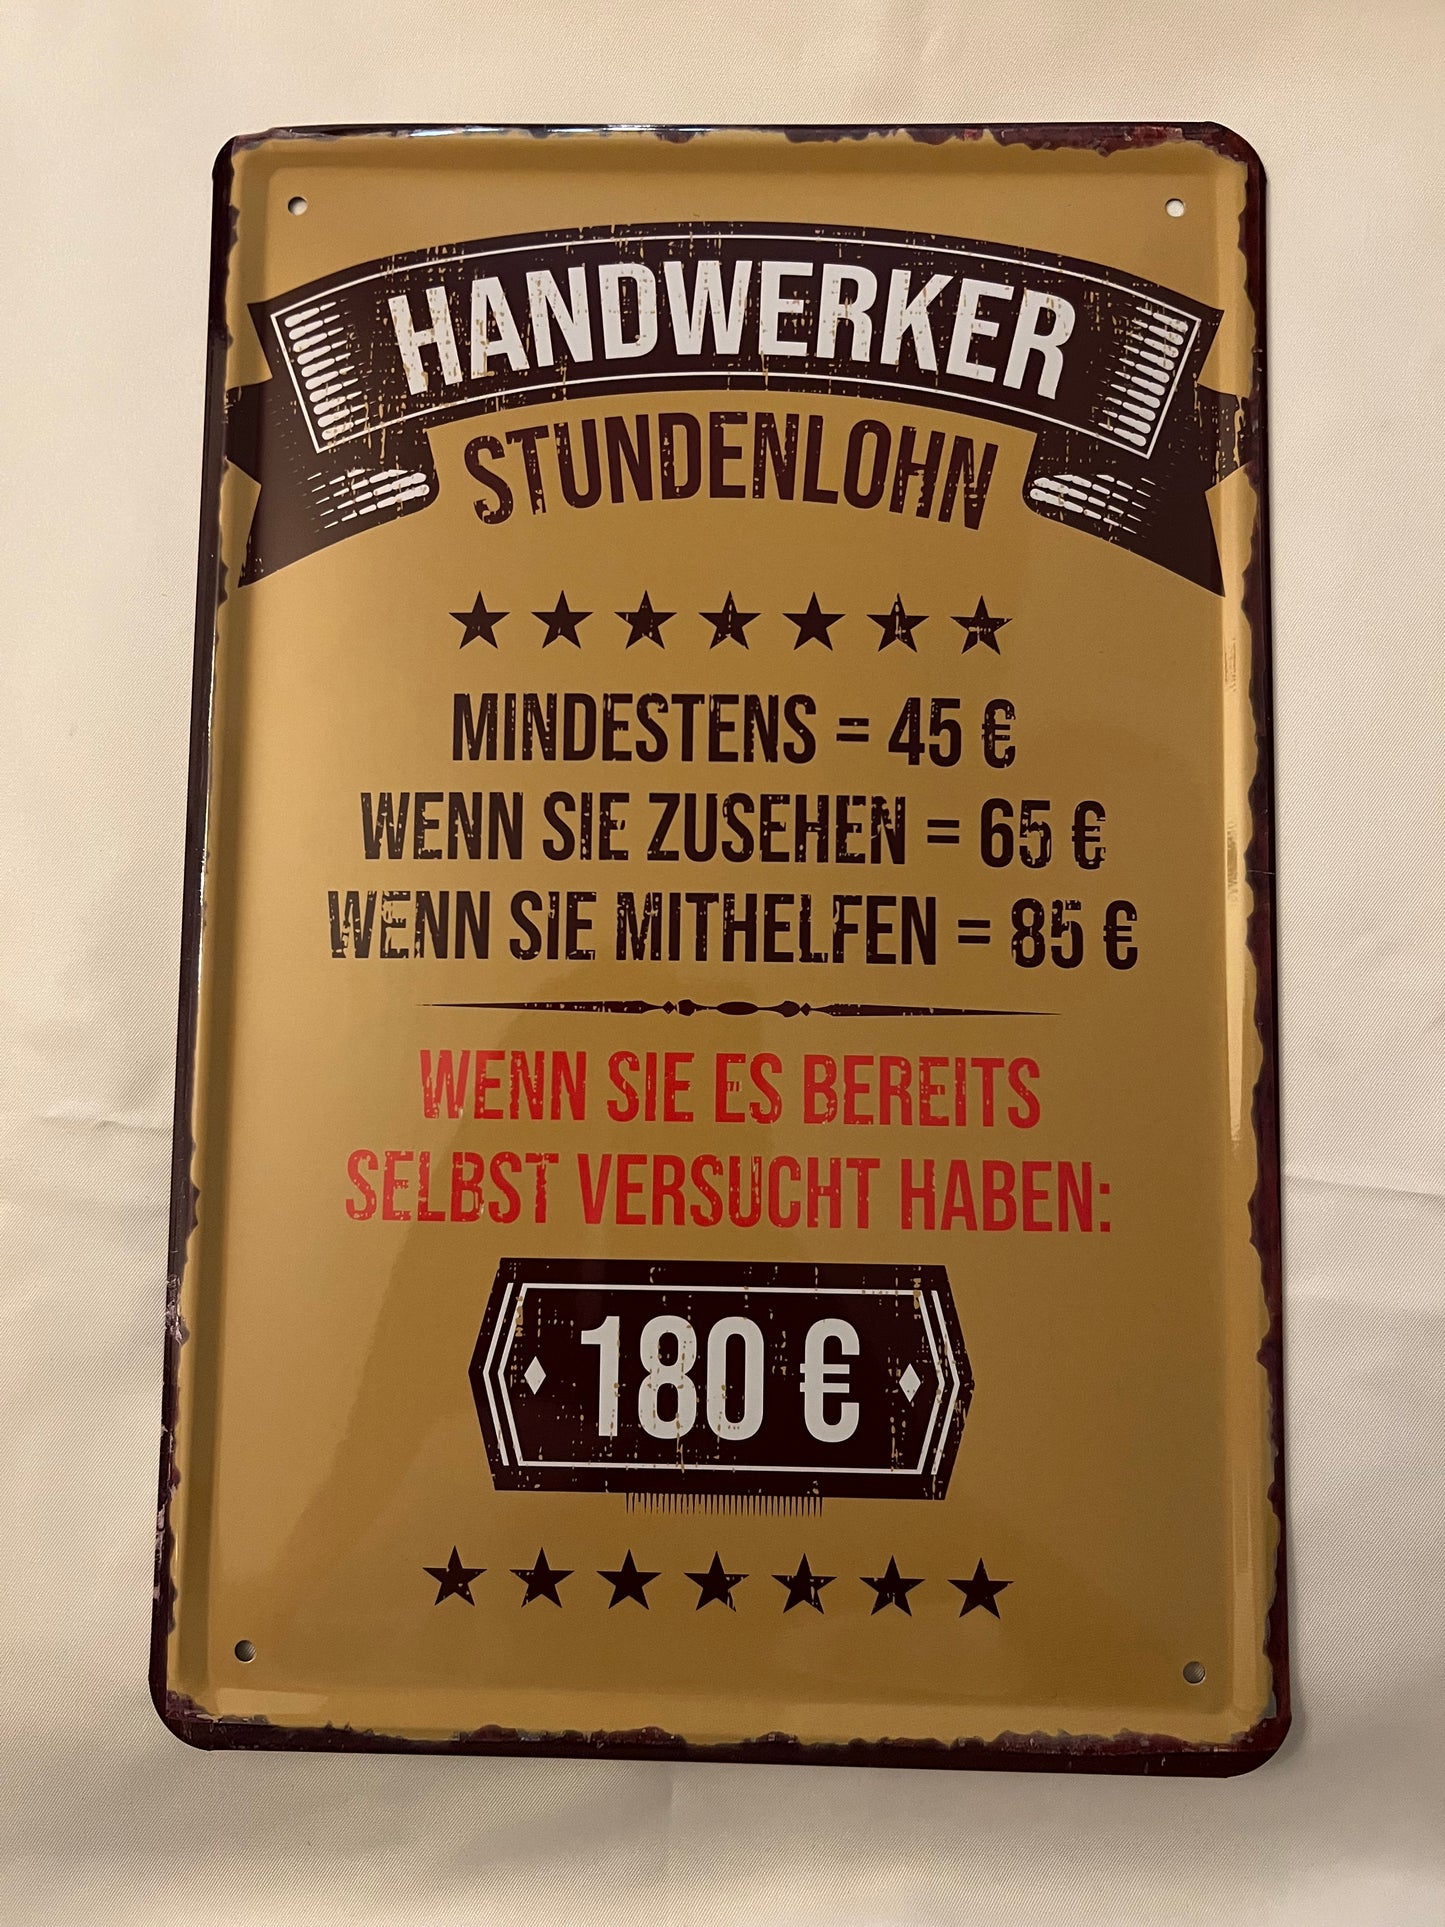 HANDWERKER
STUNDENLOHN
MINDESTENS = 45 €
WENN SIE ZUSEHEN = 65 €
WENN SIE MITHELFEN = 85 €
WENN SIE ES BEREITS
SELBST VERSUCHT HABEN:
180 €